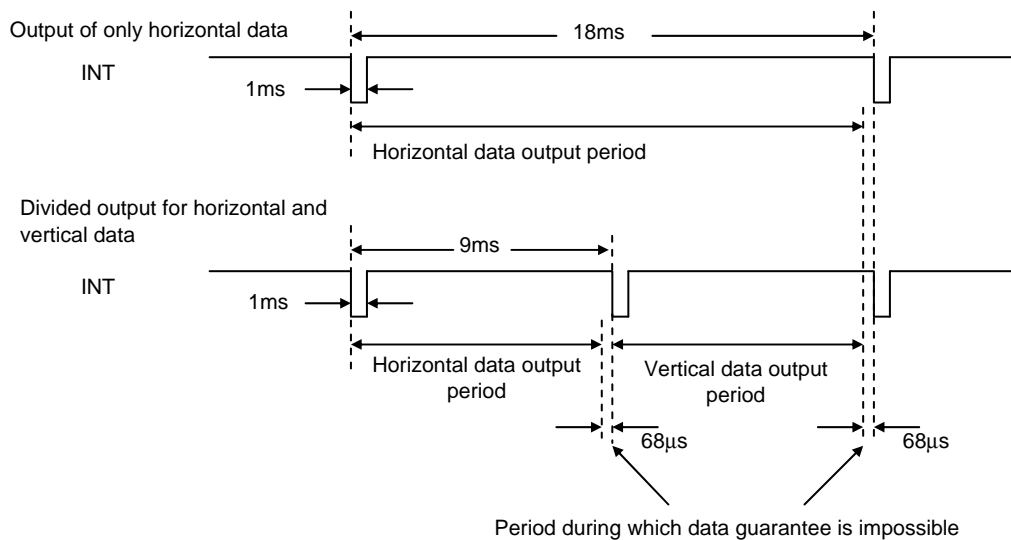 Output of only horizontal data
18ms
INT
1ms
Horizontal data output period
Divided output for horizontal and
vertical data
9ms
INT
1ms
Horizontal data output
period
Vertical data output
period
68μs
68μs
Period during which data guarantee is impossible